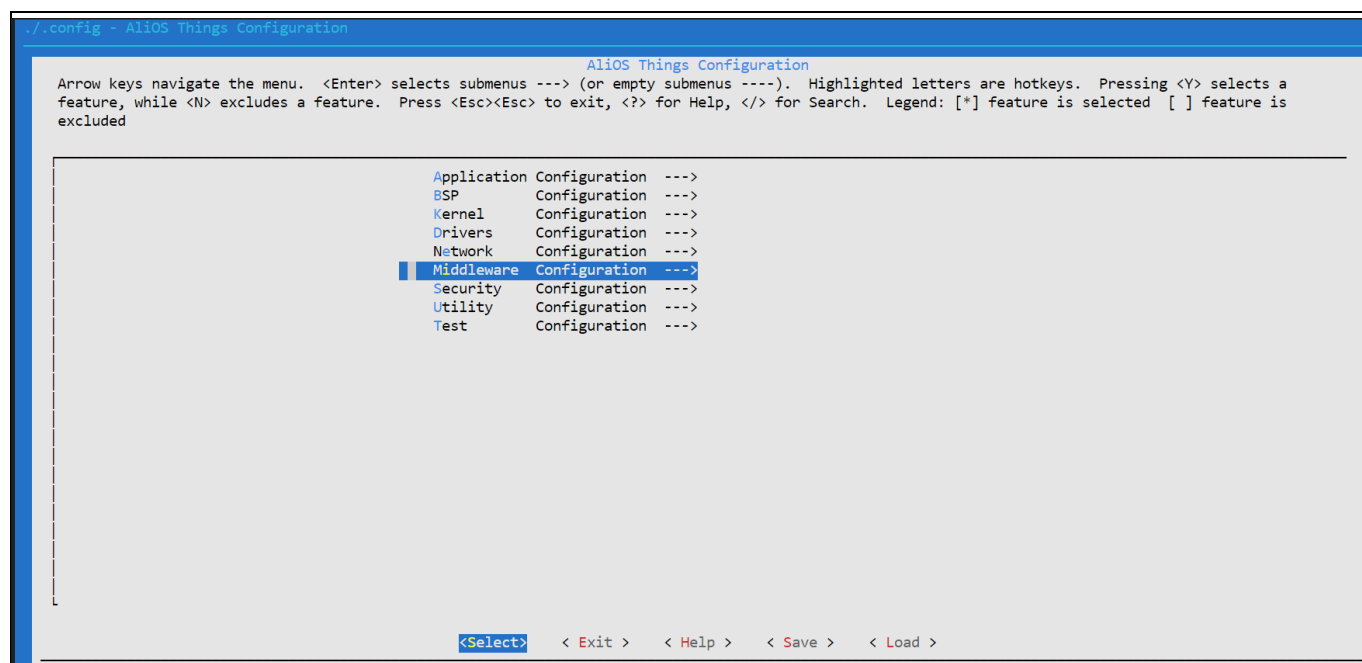 ./.config - AliOS Things Configuration
AliOS Things Configuration
Arrow keys navigate the menu.  <Enter> selects submenus ---> (or empty submenus ----).  Highlighted letters are hotkeys.  Pressing <Y> selects a
feature, while <N> excludes a feature.  Press <Esc><Esc> to exit, <?> for Help, </> for Search.  Legend: [*] feature is selected  [ ] feature is
excluded
Application Configuration  --->
BSP         Configuration  --->
Kernel      Configuration  --->
Drivers     Configuration  --->
Network     Configuration  --->
Middleware  Configuration  --->
Security    Configuration  --->
Utility     Configuration  --->
Test        Configuration  --->
<Select>    < Exit >    < Help >    < Save >    < Load >